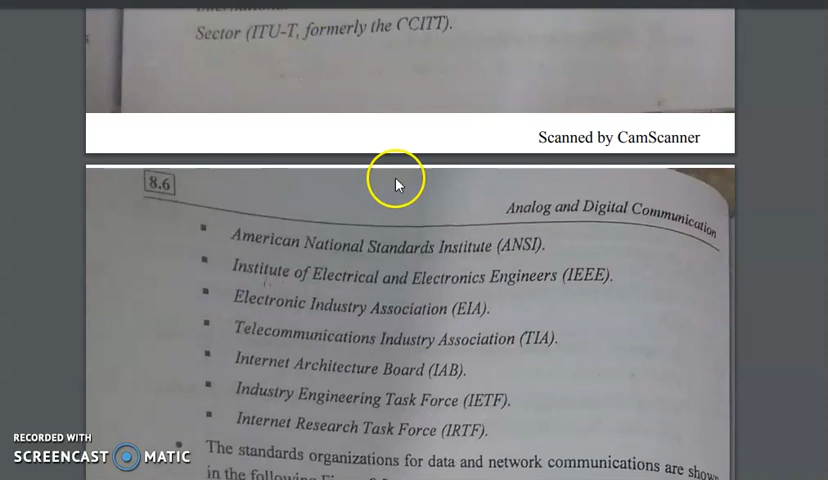 Sector (ITU-T, formerly the CCITT).
Scanned by CamScanner
8.6
Analog and Digital Communication
▪ American National Standards Institute (ANSI).
▪ Institute of Electrical and Electronics Engineers (IEEE).
▪ Electronic Industry Association (EIA).
▪ Telecommunications Industry Association (TIA).
▪ Internet Architecture Board (IAB).
▪ Industry Engineering Task Force (IETF).
▪ Internet Research Task Force (IRTF).
• The standards organizations for data and network communications are shown
in the following
RECORDED WITH
SCREENCAST MATIC